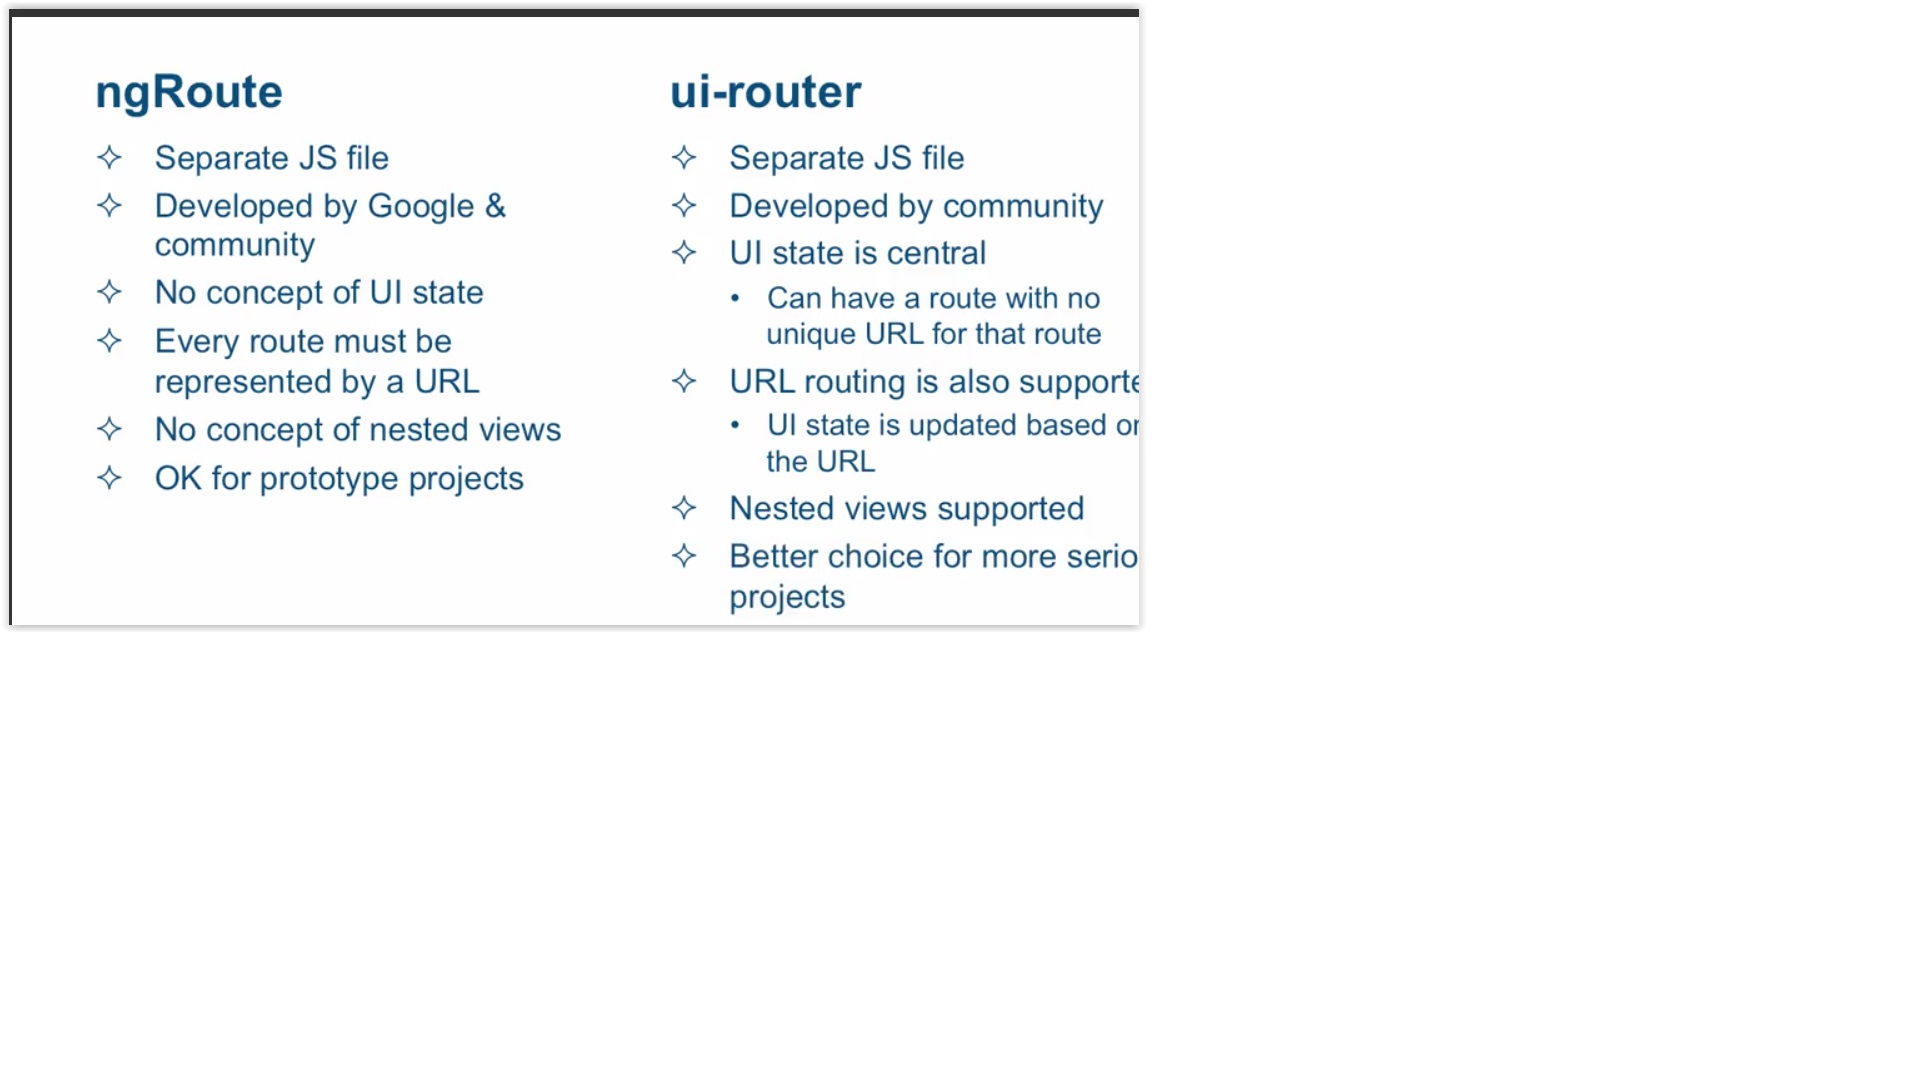 ngRoute
Separate JS file
Developed by Google &
community
No concept of UI state
Every route must be
represented by a URL
No concept of nested views
OK for prototype projects
ui-router
Separate JS file
Developed by community
UI state is central
• Can have a route with no
unique URL for that route
URL routing is also supporte
• UI state is updated based on
the URL
Nested views supported
Better choice for more serio
projects